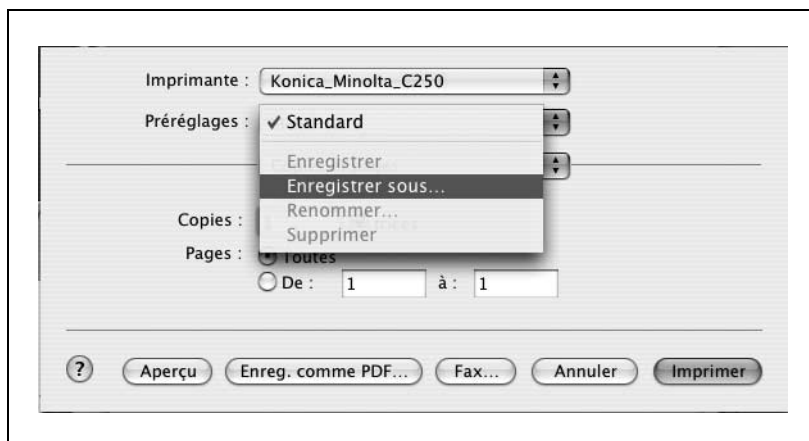 Imprimante : Konica_Minolta_C250
Préréglages : ✓ Standard
Enregistrer
Enregistrer sous...
Renommer...
Supprimer
Copies :
Pages : Toutes
De : 1 à : 1
? Aperçu Enreg. comme PDF... Fax... Annuler Imprimer